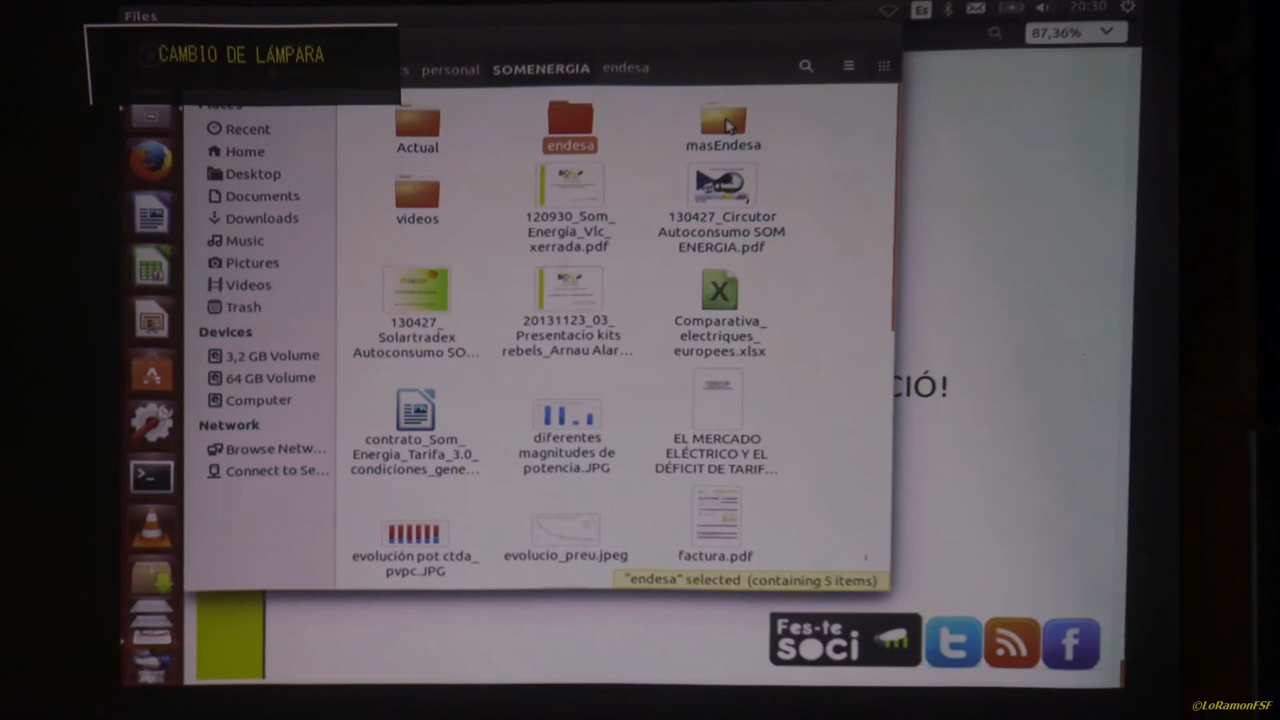 Files
Es
20:30
87,36%
CAMBIO DE LÁMPARA
personal
SOMENERGIA
endesa
Recent
Home
Desktop
Documents
Downloads
Music
Pictures
Videos
Trash
Devices
3,2 GB Volume
64 GB Volume
Computer
Network
Browse Netw...
Connect to Se...
Actual
endesa
masEndesa
videos
120930_Som_
Energia_Vlc_
xerrada.pdf
130427_Circutor
Autoconsumo SOM
ENERGIA.pdf
130427_
Solartradex
Autoconsumo SO...
20131123_03_
Presentacio kits
rebels_Arnau Alar...
Comparativa_
electriques_
europees.xlsx
contrato_Som_
Energia_Tarifa_3.0_
condiciones_gene...
diferentes
magnitudes de
potencia.JPG
EL MERCADO
ELÉCTRICO Y EL
DÉFICIT DE TARIF...
evolución pot ctda_
pvpc.JPG
evolucio_preu.jpeg
factura.pdf
"endesa" selected (containing 5 items)
CIÓ!
Fes-te
soci
©LoRamonFSF